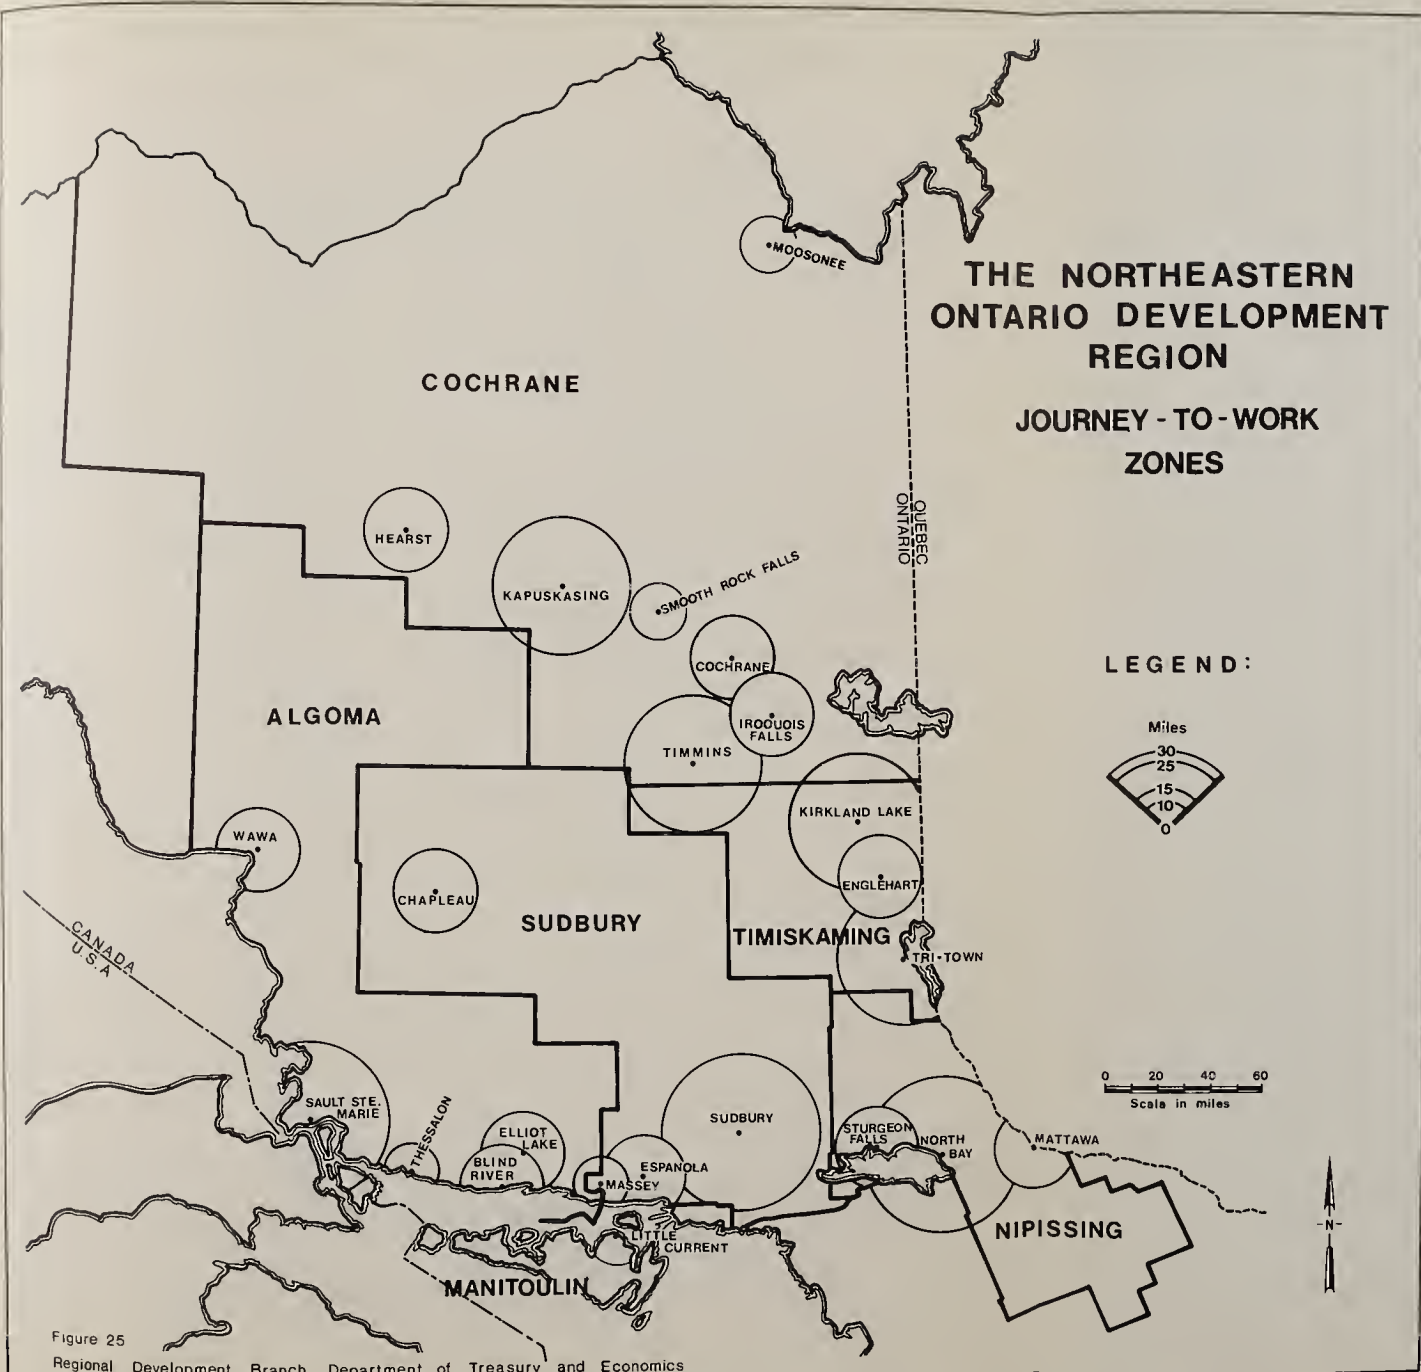 THE NORTHEASTERN
ONTARIO DEVELOPMENT
REGION
JOURNEY-TO-WORK
ZONES
MOOSONEE
COCHRANE
QUEBEC
ONTARIO
HEARST
KAPUSKASING
SMOOTH ROCK FALLS
COCHRANE
IROQUOIS
FALLS
TIMMINS
ALGOMA
LEGEND:
Miles
30
25
15
10
0
KIRKLAND LAKE
ENGLEHART
WAWA
CHAPLEAU
SUDBURY
TIMISKAMING
TRI-TOWN
CANADA
U.S.A
0 20 40 60
Scale in miles
SAULT STE.
MARIE
THESSALON
ELLIOT
LAKE
BLIND
RIVER
MASSEY
ESPANOLA
SUDBURY
STURGEON
FALLS
NORTH
BAY
MATTAWA
LITTLE
CURRENT
NIPISSING
MANITOULIN
-N-
Figure 25
Regional Development Branch, Department of Treasury and Economics